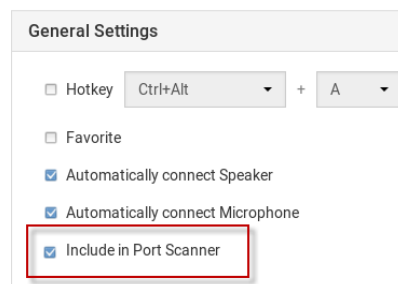 General Settings
Hotkey Ctrl+Alt + A
Favorite
Automatically connect Speaker
Automatically connect Microphone
Include in Port Scanner